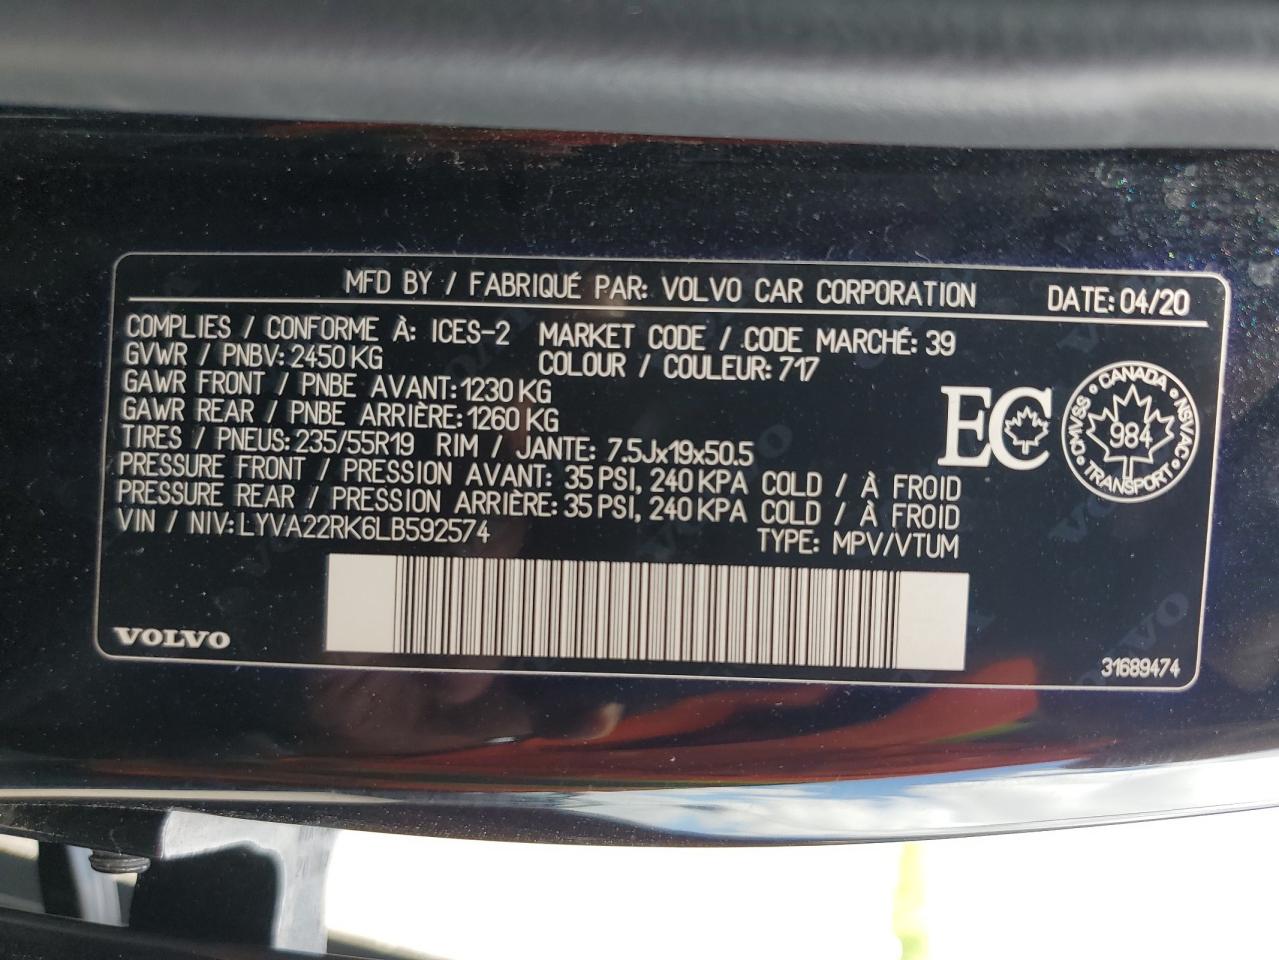 MFD BY / FABRIQUÉ PAR: VOLVO CAR CORPORATION DATE: 04/20
COMPLIES / CONFORME À: ICES-2 MARKET CODE / CODE MARCHÉ: 39
GVWR / PNBV: 2450 KG COLOUR / COULEUR: 717
GAWR FRONT / PNBE AVANT: 1230 KG
GAWR REAR / PNBE ARRIÈRE: 1260 KG
TIRES / PNEUS: 235/55R19 RIM / JANTE: 7.5Jx19x50.5
PRESSURE FRONT / PRESSION AVANT: 35 PSI, 240 KPA COLD / À FROID
PRESSURE REAR / PRESSION ARRIÈRE: 35 PSI, 240 KPA COLD / À FROID
VIN / NIV: LYVA22RK6LB592574 TYPE: MPV/VTUM
EC
CANADA
CMVSS 984 NSVAC
TRANSPORT
VOLVO
31689474